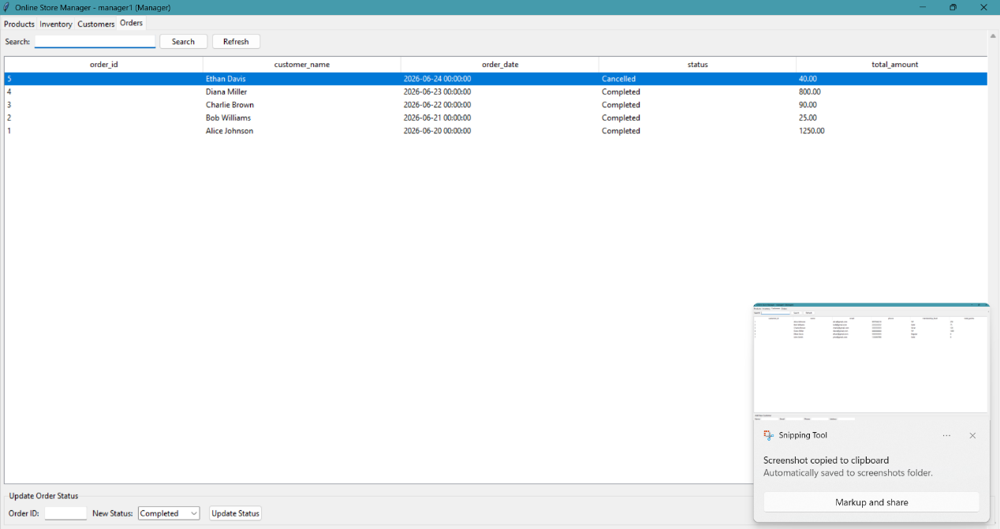 Online Store Manager - manager1 (Manager)
Products Inventory Customers Orders
Search: Search Refresh
order_id customer_name order_date status total_amount
5 Ethan Davis 2026-06-24 00:00:00 Cancelled 40.00
4 Diana Miller 2026-06-23 00:00:00 Completed 800.00
3 Charlie Brown 2026-06-22 00:00:00 Completed 90.00
2 Bob Williams 2026-06-21 00:00:00 Completed 25.00
1 Alice Johnson 2026-06-20 00:00:00 Completed 1250.00
Snipping Tool
Screenshot copied to clipboard
Automatically saved to screenshots folder.
Markup and share
Update Order Status
Order ID: New Status: Completed Update Status